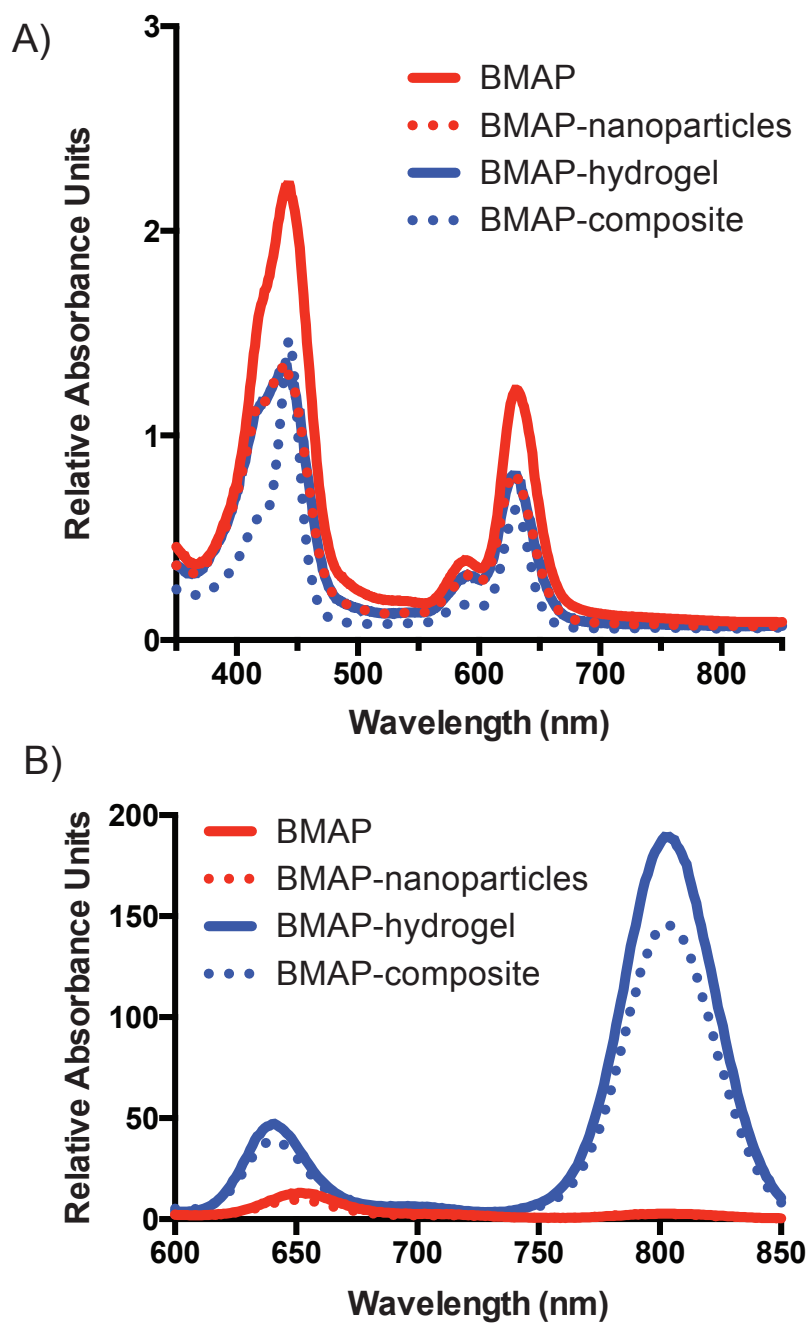 A)
3
2
1
0
Relative Absorbance Units
BMAP
BMAP-nanoparticles
BMAP-hydrogel
BMAP-composite
400 500 600 700 800
Wavelength (nm)
B)
200
150
100
50
0
Relative Absorbance Units
BMAP
BMAP-nanoparticles
BMAP-hydrogel
BMAP-composite
600 650 700 750 800 850
Wavelength (nm)